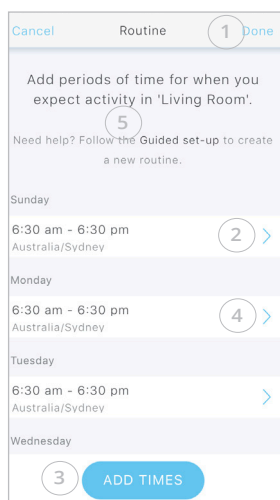 Cancel Routine 1 Done
Add periods of time for when you
expect activity in 'Living Room'.
5
Need help? Follow the Guided set-up to create
a new routine.
Sunday
6:30 am - 6:30 pm 2
Australia/Sydney
Monday
6:30 am - 6:30 pm 4
Australia/Sydney
Tuesday
6:30 am - 6:30 pm
Australia/Sydney
Wednesday
3 ADD TIMES